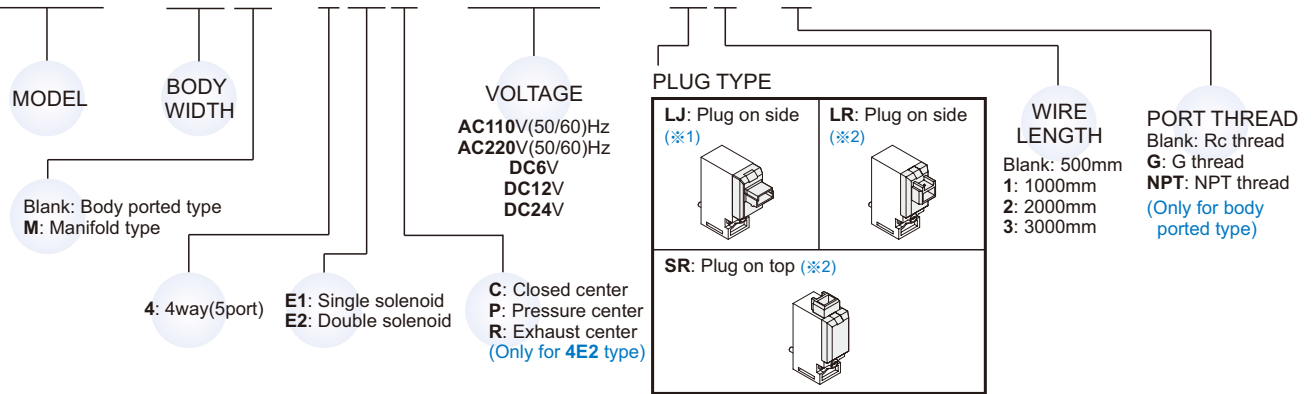 MODEL
BODY
WIDTH
Blank: Body ported type
M: Manifold type
4: 4way(5port)
E1: Single solenoid
E2: Double solenoid
C: Closed center
P: Pressure center
R: Exhaust center
(Only for 4E2 type)
VOLTAGE
AC110V(50/60)Hz
AC220V(50/60)Hz
DC6V
DC12V
DC24V
PLUG TYPE
LJ: Plug on side
(※1)
LR: Plug on side
(※2)
SR: Plug on top (※2)
WIRE
LENGTH
Blank: 500mm
1: 1000mm
2: 2000mm
3: 3000mm
PORT THREAD
Blank: Rc thread
G: G thread
NPT: NPT thread
(Only for body
ported type)